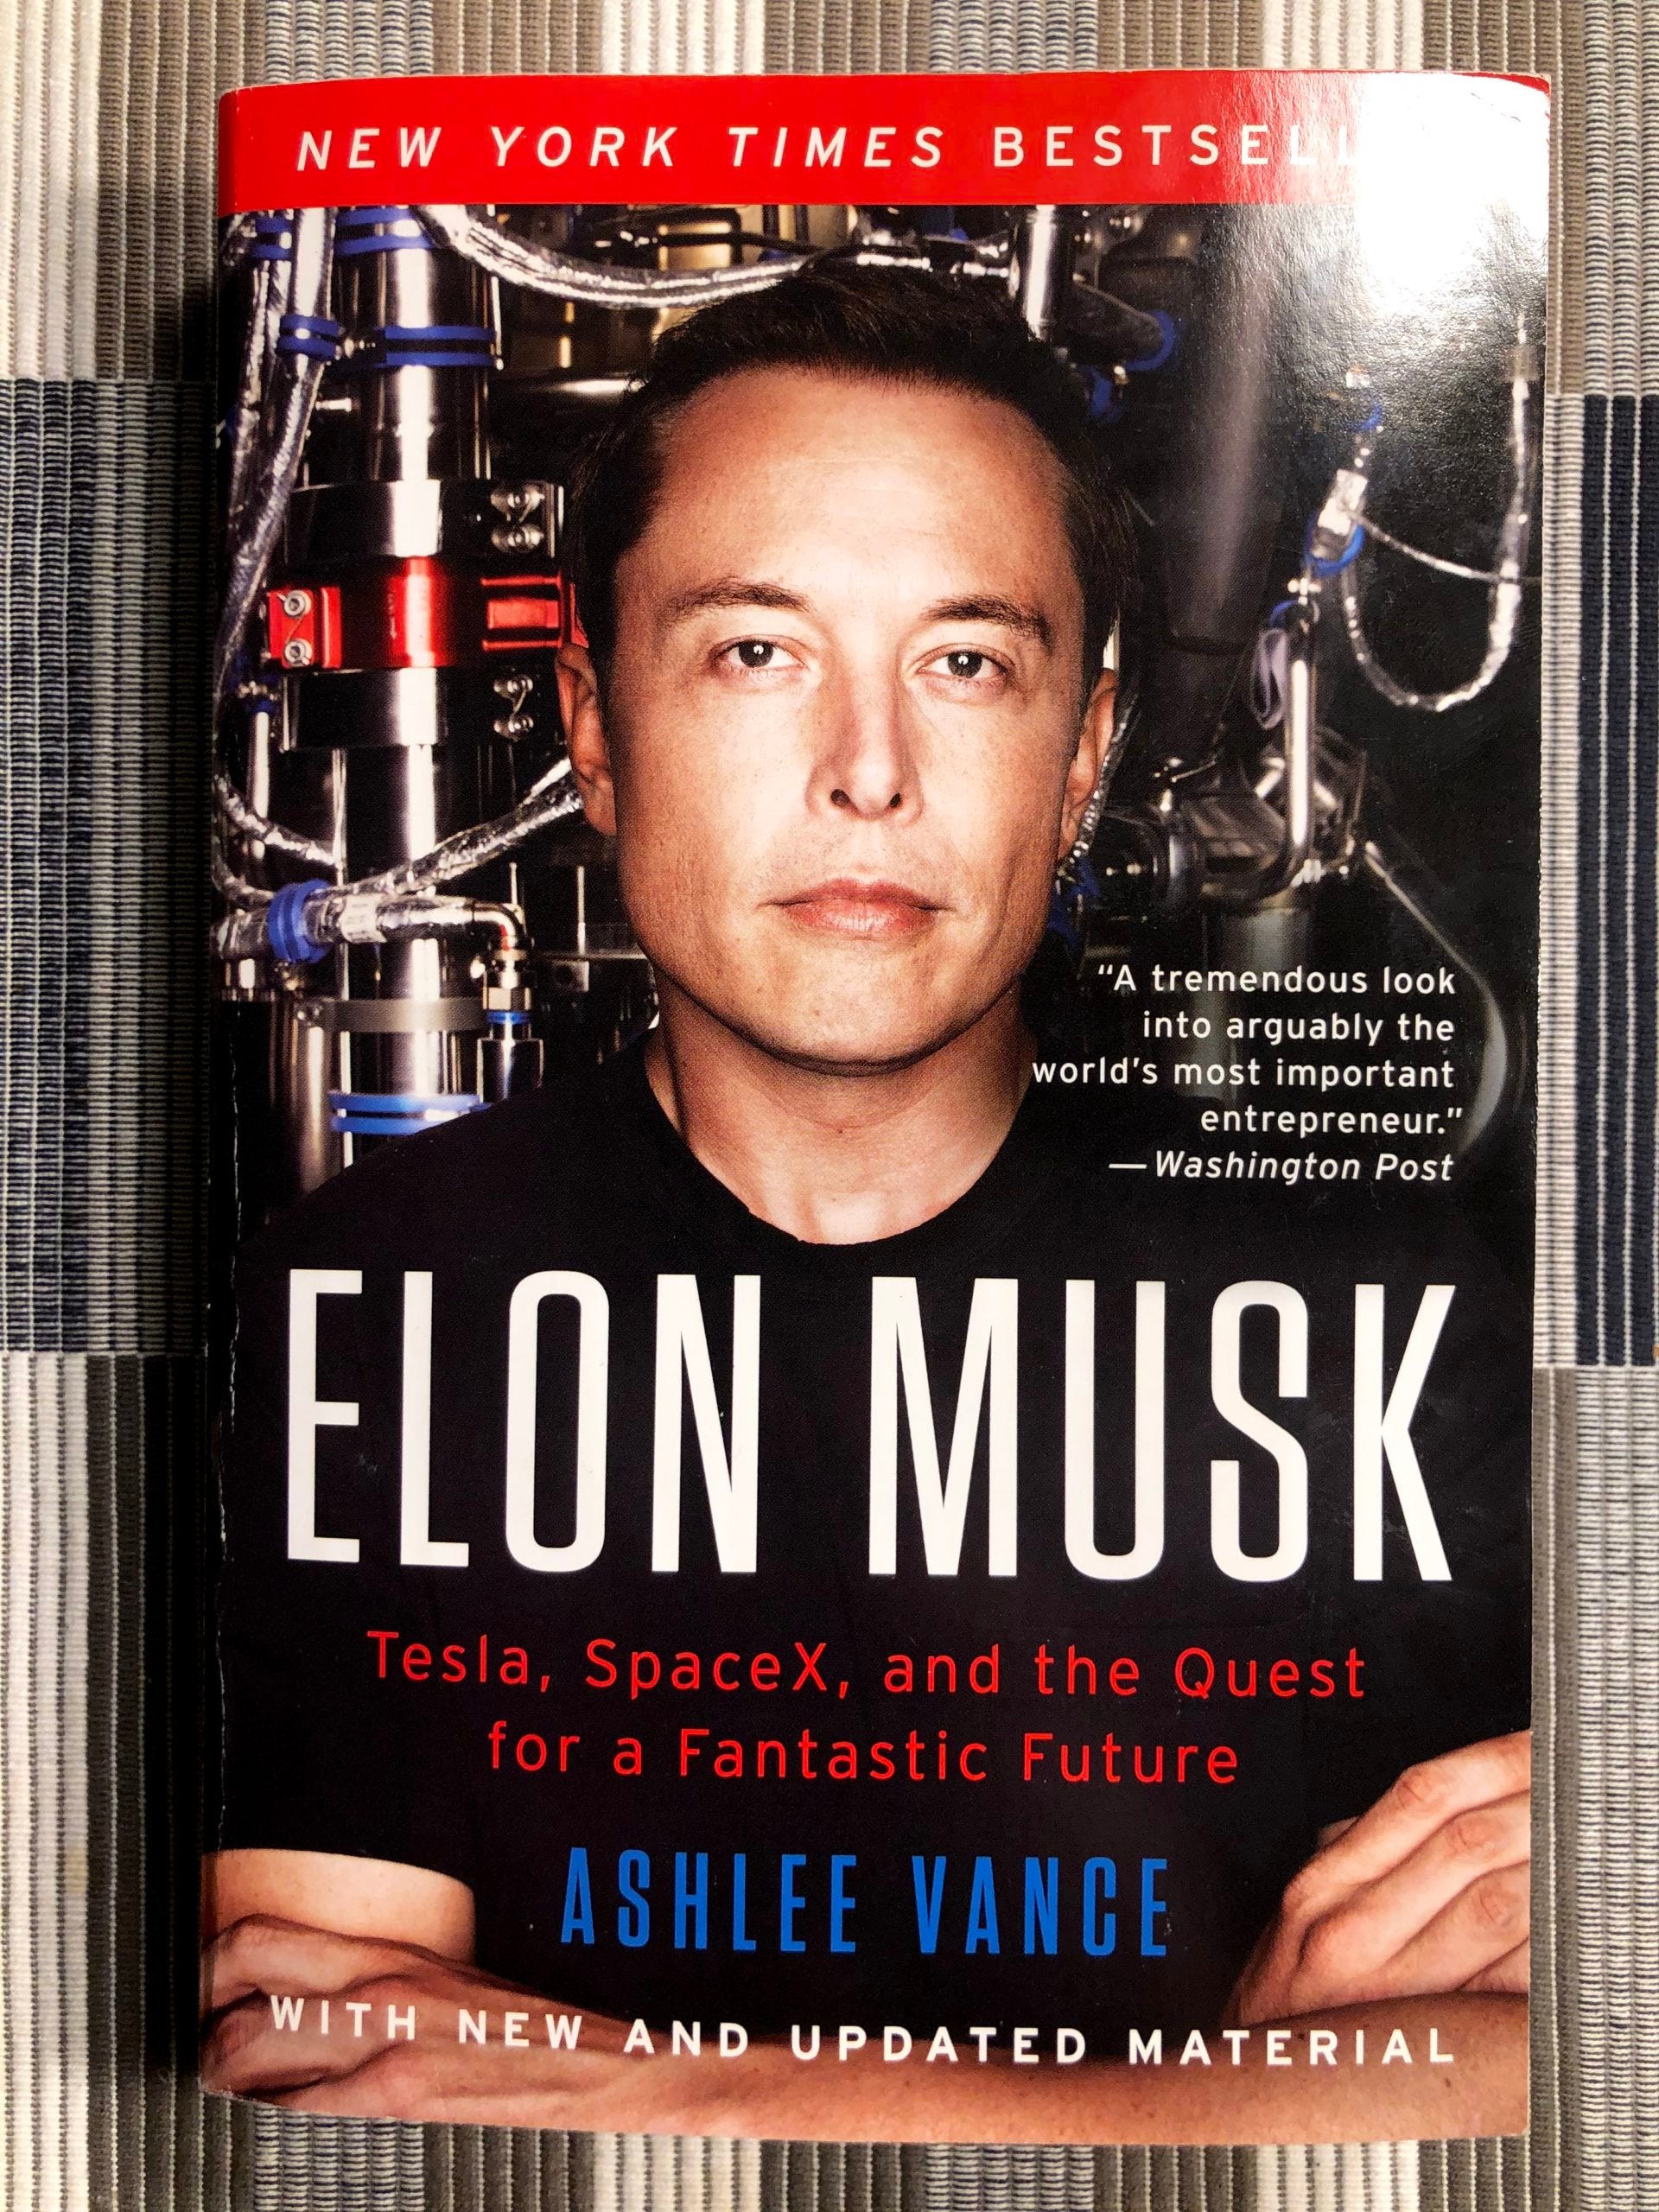 NEW YORK TIMES
"A tremendous look
into arguably the
world's most important
entrepreneur."
—Washington Post
ELON MUSK
Tesla, SpaceX, and the Quest
for a Fantastic Future
ASHLEE VANCE
WITH NEW AND UPDATED MATERIAL